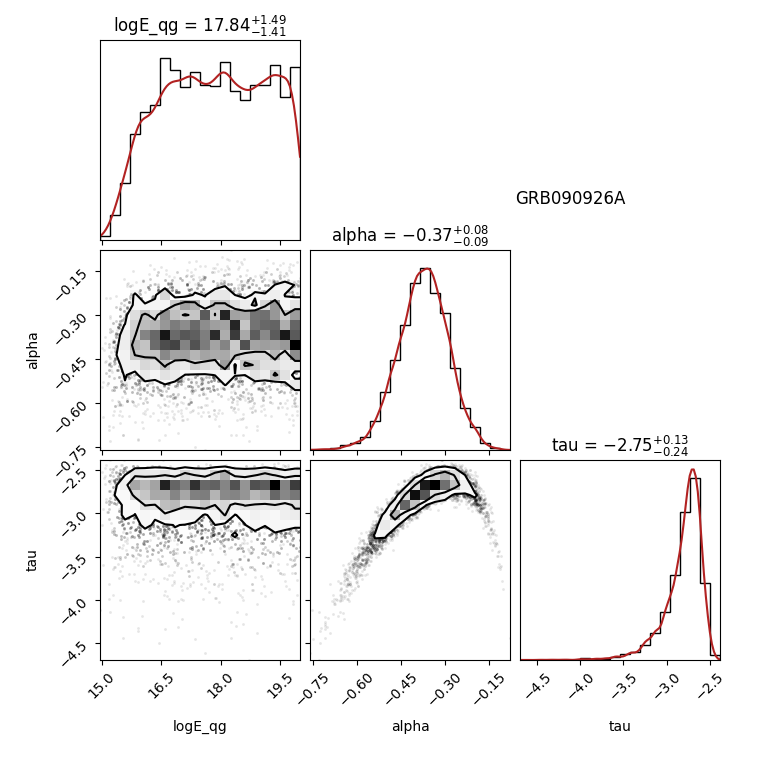 logE_qg = 17.84^{+1.49}_{−1.41}
GRB090926A
alpha = −0.37^{+0.08}_{−0.09}
−0.15
−0.30
−0.45
−0.60
−0.75
alpha
tau = −2.75^{+0.13}_{−0.24}
−2.5
−3.0
−3.5
−4.0
−4.5
tau
15.0 16.5 18.0 19.5
logE_qg
−0.75 −0.60 −0.45 −0.30 −0.15
alpha
−4.5 −4.0 −3.5 −3.0 −2.5
tau